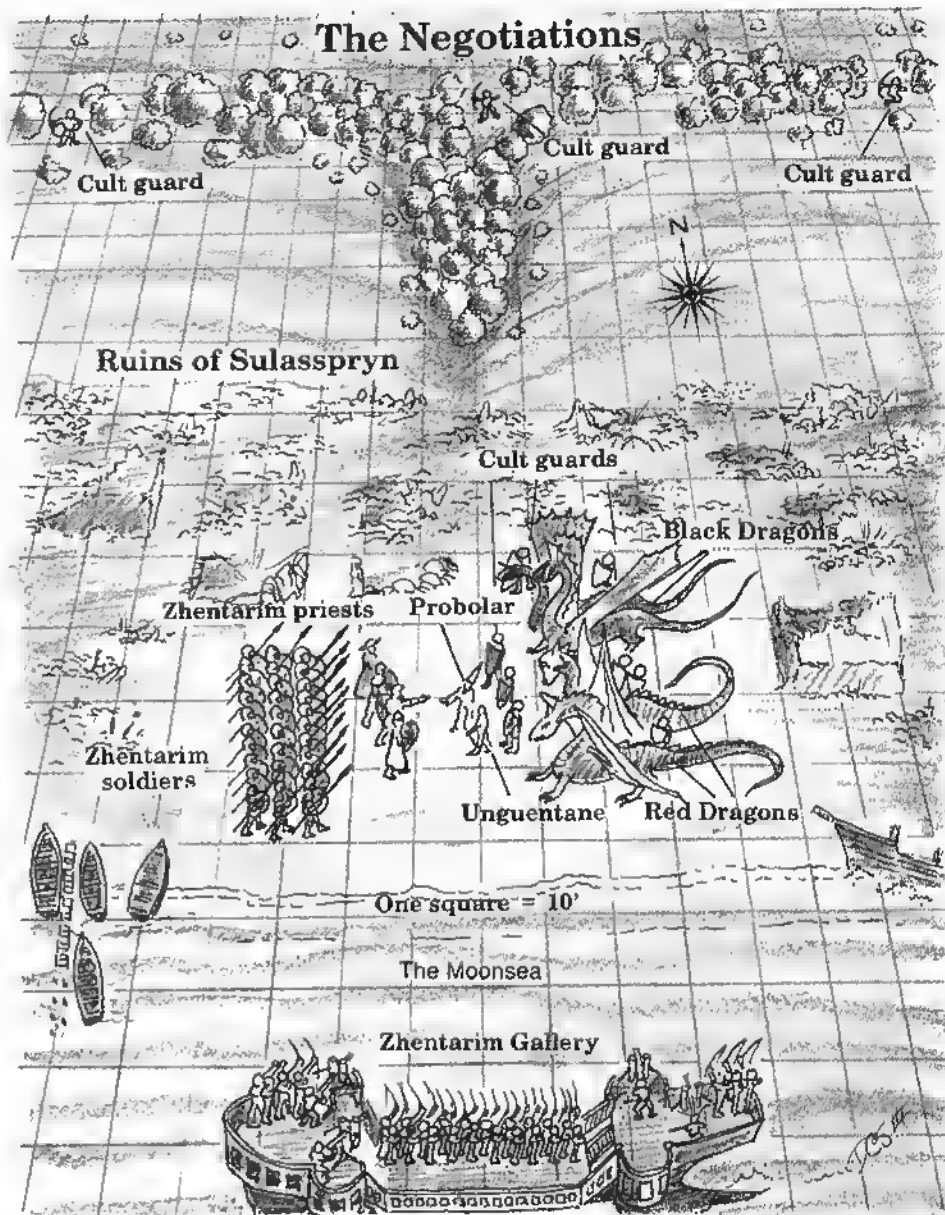 The Negotiations
Cult guard
Cult guard
Cult guard
N
Ruins of Sulasspryn
Cult guards
Black Dragons
Zhentarim priests
Probolar
Zhentarim
soldiers
Unguentane
Red Dragons
One square = 10'
The Moonsea
Zhentarim Gallery